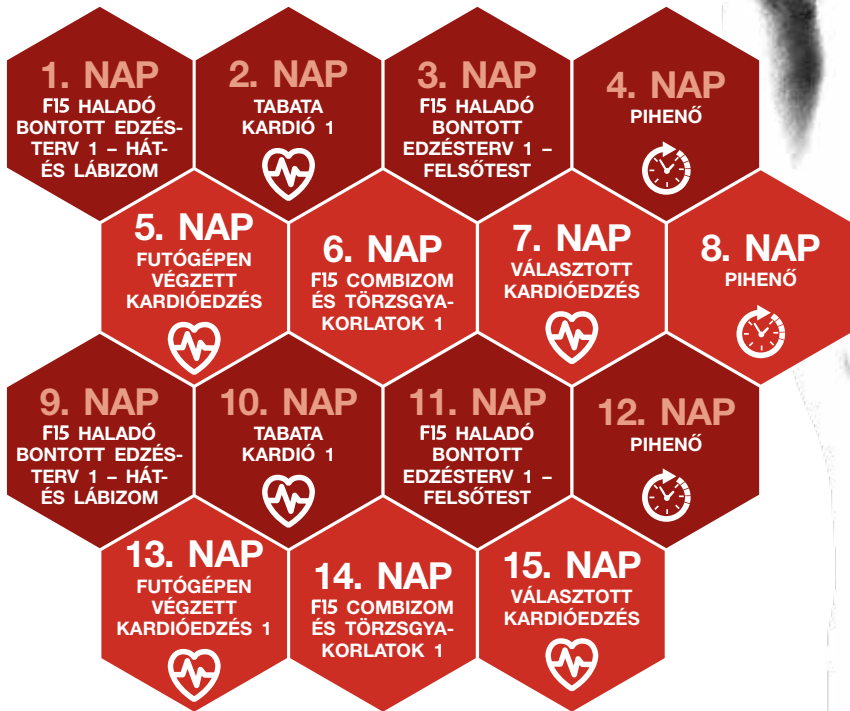 1. NAP
F15 HALADÓ
BONTOTT EDZÉS-
TERV 1 – HÁT-
ÉS LÁBIZOM
2. NAP
TABATA
KARDIÓ 1
3. NAP
F15 HALADÓ
BONTOTT
EDZÉSTERV 1 –
FELSŐTEST
4. NAP
PIHENŐ
5. NAP
FUTÓGÉPEN
VÉGZETT
KARDIÓEDZÉS
6. NAP
F15 COMBIZOM
ÉS TÖRZSGYA-
KORLATOK 1
7. NAP
VÁLASZTOTT
KARDIÓEDZÉS
8. NAP
PIHENŐ
9. NAP
F15 HALADÓ
BONTOTT EDZÉS-
TERV 1 – HÁT-
ÉS LÁBIZOM
10. NAP
TABATA
KARDIÓ 1
11. NAP
F15 HALADÓ
BONTOTT
EDZÉSTERV 1 –
FELSŐTEST
12. NAP
PIHENŐ
13. NAP
FUTÓGÉPEN
VÉGZETT
KARDIÓEDZÉS 1
14. NAP
F15 COMBIZOM
ÉS TÖRZSGYA-
KORLATOK 1
15. NAP
VÁLASZTOTT
KARDIÓEDZÉS